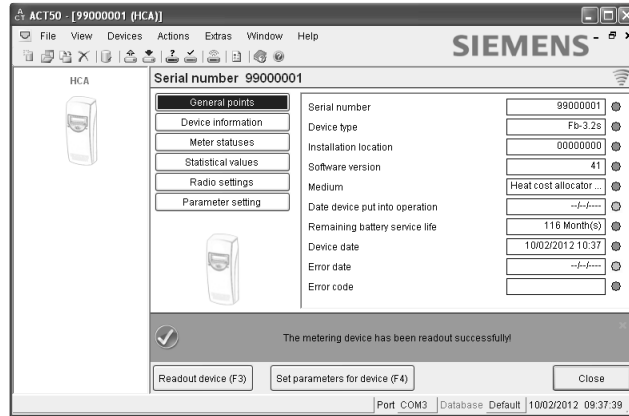 ACT50 - [99000001 (HCA)]
File View Devices Actions Extras Window Help
SIEMENS
HCA
Serial number 99000001
General points
Device information
Meter statuses
Statistical values
Radio settings
Parameter setting
Serial number 99000001
Device type Fb-3.2s
Installation location 00000000
Software version 41
Medium Heat cost allocator ...
Date device put into operation --/--/----
Remaining battery service life 116 Month(s)
Device date 10/02/2012 10:37
Error date --/--/----
Error code
The metering device has been readout successfully!
Readout device (F3) Set parameters for device (F4) Close
Port COM3 Database Default 10/02/2012 09:37:39